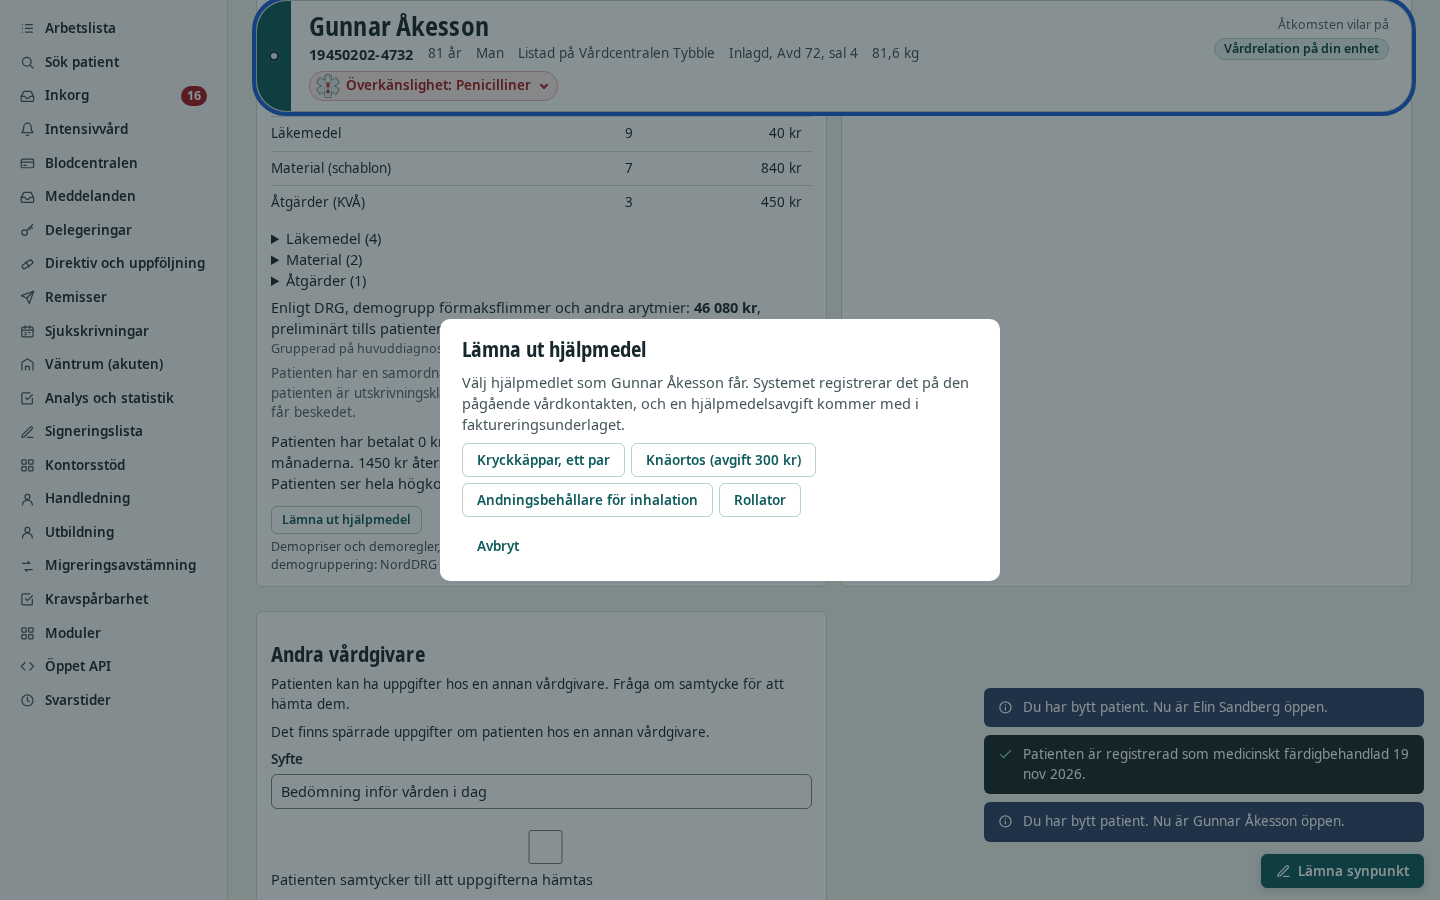 Arbetslista
Sök patient
Inkorg 16
Intensivvård
Blodcentralen
Meddelanden
Delegeringar
Direktiv och uppföljning
Remisser
Sjukskrivningar
Väntrum (akuten)
Analys och statistik
Signeringslista
Kontorsstöd
Handledning
Utbildning
Migreringsavstämning
Kravspårbarhet
Moduler
Öppet API
Svarstider
Gunnar Åkesson
19450202-4732 81 år Man Listad på Vårdcentralen Tybble Inlagd, Avd 72, sal 4 81,6 kg
Överkänslighet: Penicilliner
Åtkomsten vilar på
Vårdrelation på din enhet
Läkemedel 9 40 kr
Material (schablon) 7 840 kr
Åtgärder (KVÅ) 3 450 kr
Läkemedel (4)
Material (2)
Åtgärder (1)
Enligt DRG, demogrupp förmaksflimmer och andra arytmier: 46 080 kr,
preliminärt tills patienten
Grupperad på huvuddiagnos
Patienten har en samordn
patienten är utskrivningskl
får beskedet.
Patienten har betalat 0 k
månaderna. 1450 kr åter
Patienten ser hela högko
Lämna ut hjälpmedel
Demopriser och demoregler,
demogruppering: NordDRG
Lämna ut hjälpmedel
Välj hjälpmedlet som Gunnar Åkesson får. Systemet registrerar det på den
pågående vårdkontakten, och en hjälpmedelsavgift kommer med i
faktureringsunderlaget.
Kryckkäppar, ett par
Knäortos (avgift 300 kr)
Andningsbehållare för inhalation
Rollator
Avbryt
Andra vårdgivare
Patienten kan ha uppgifter hos en annan vårdgivare. Fråga om samtycke för att
hämta dem.
Det finns spärrade uppgifter om patienten hos en annan vårdgivare.
Syfte
Bedömning inför vården i dag
Patienten samtycker till att uppgifterna hämtas
Du har bytt patient. Nu är Elin Sandberg öppen.
Patienten är registrerad som medicinskt färdigbehandlad 19
nov 2026.
Du har bytt patient. Nu är Gunnar Åkesson öppen.
Lämna synpunkt